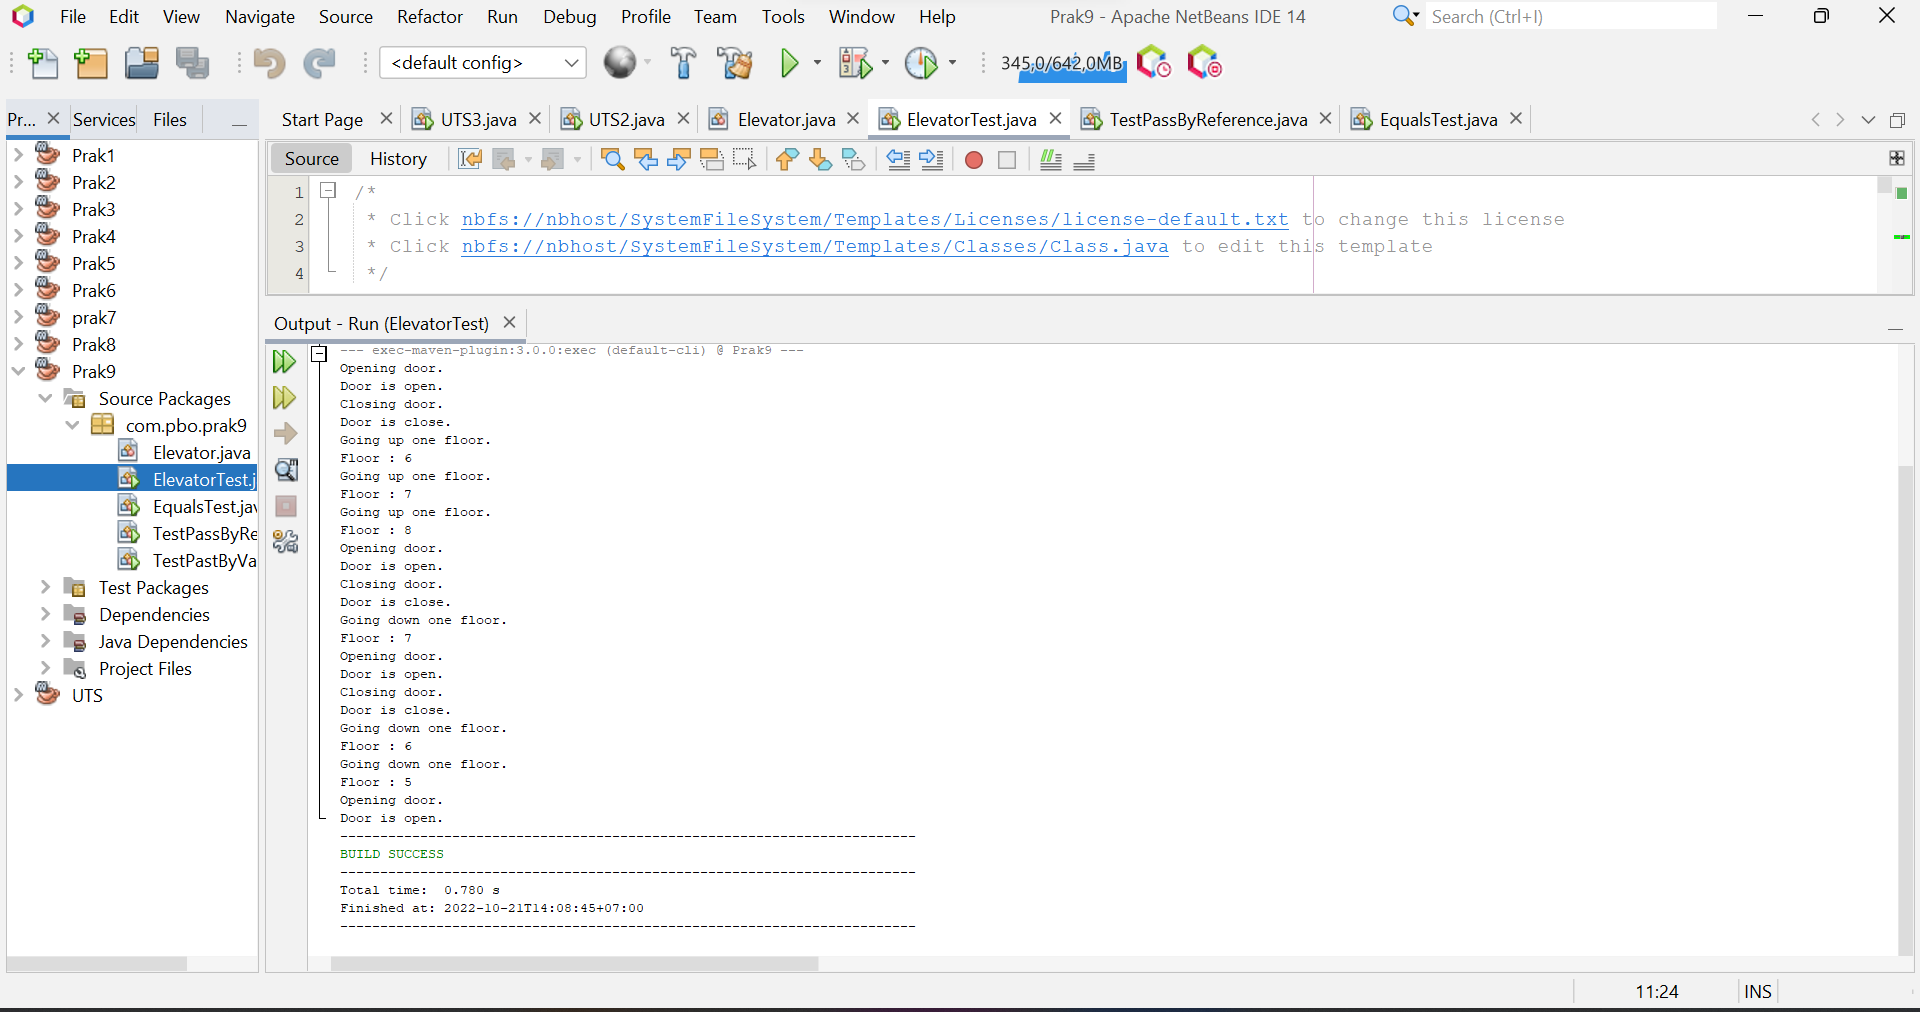 File Edit View Navigate Source Refactor Run Debug Profile Team Tools Window Help Prak9 - Apache NetBeans IDE 14 Search (Ctrl+I)
<default config> 345,0/642,0MB
Pr... Services Files Start Page UTS3.java UTS2.java Elevator.java ElevatorTest.java TestPassByReference.java EqualsTest.java
Source History
Prak1
Prak2
Prak3
Prak4
Prak5
Prak6
prak7
Prak8
Prak9
Source Packages
com.pbo.prak9
Elevator.java
ElevatorTest.j
EqualsTest.jav
TestPassByRe
TestPastByVa
Test Packages
Dependencies
Java Dependencies
Project Files
UTS
1 /*
2 * Click nbfs://nbhost/SystemFileSystem/Templates/Licenses/license-default.txt to change this license
3 * Click nbfs://nbhost/SystemFileSystem/Templates/Classes/Class.java to edit this template
4 */
Output - Run (ElevatorTest)
--- exec-maven-plugin:3.0.0:exec (default-cli) @ Prak9 ---
Opening door.
Door is open.
Closing door.
Door is close.
Going up one floor.
Floor : 6
Going up one floor.
Floor : 7
Going up one floor.
Floor : 8
Opening door.
Door is open.
Closing door.
Door is close.
Going down one floor.
Floor : 7
Opening door.
Door is open.
Closing door.
Door is close.
Going down one floor.
Floor : 6
Going down one floor.
Floor : 5
Opening door.
Door is open.
------------------------------------------------------------------------
BUILD SUCCESS
------------------------------------------------------------------------
Total time: 0.780 s
Finished at: 2022-10-21T14:08:45+07:00
------------------------------------------------------------------------
11:24 INS